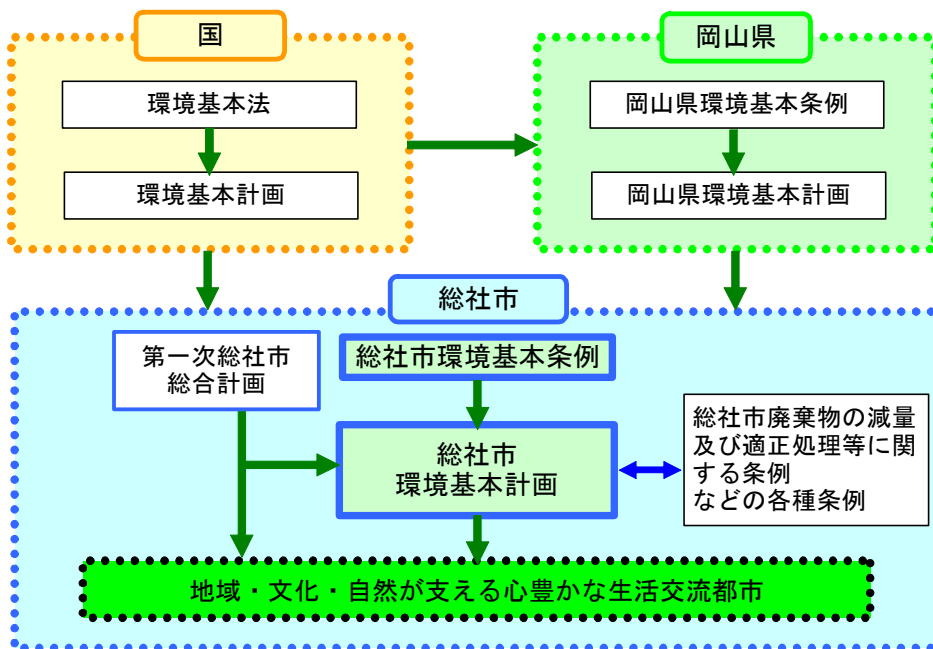 国
環境基本法
環境基本計画
岡山県
岡山県環境基本条例
岡山県環境基本計画
総社市
第一次総社市
総合計画
総社市環境基本条例
総社市
環境基本計画
総社市廃棄物の減量
及び適正処理等に関
する条例
などの各種条例
地域・文化・自然が支える心豊かな生活交流都市